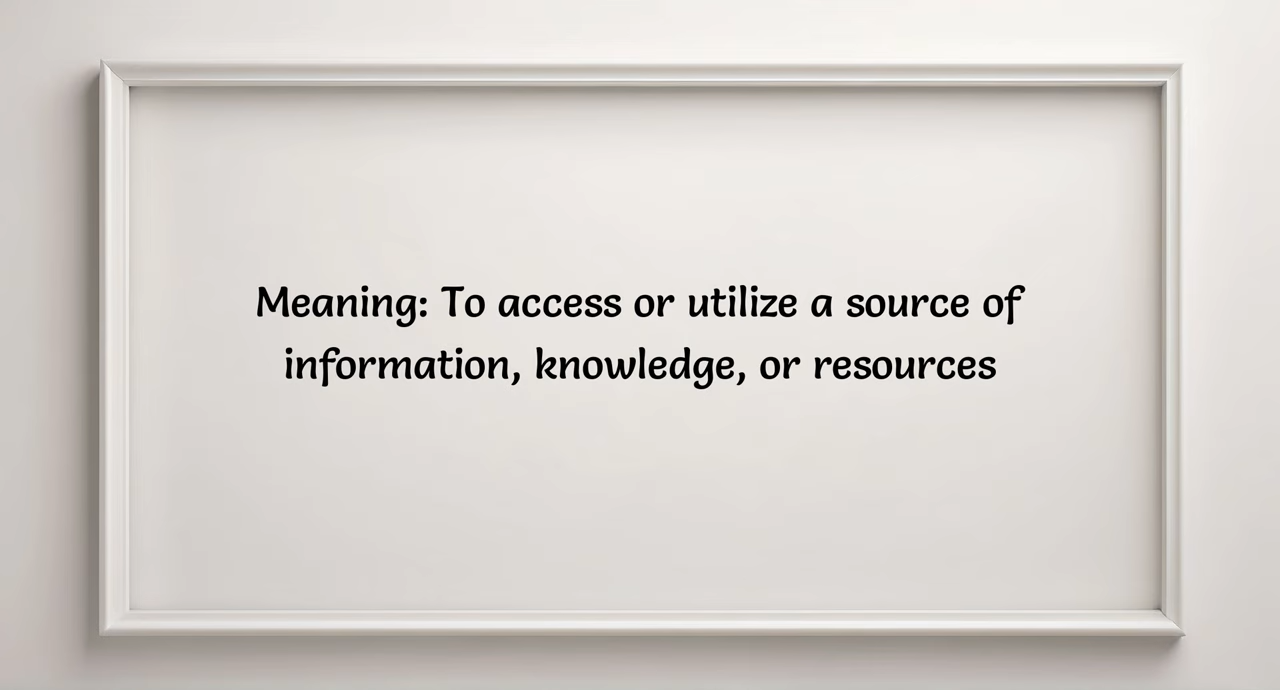 Meaning: To access or utilize a source of
information, knowledge, or resources